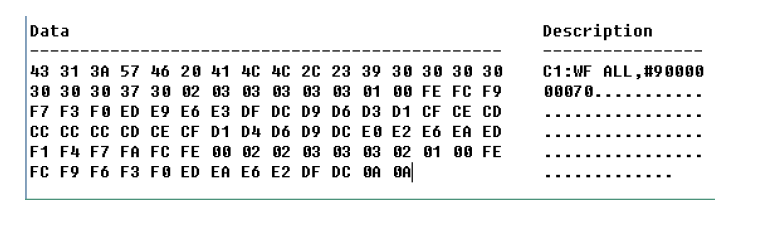 Data Description
----------------------------------------------- ----------------
43 31 3A 57 46 20 41 4C 4C 2C 23 39 30 30 30 30 C1:WF ALL,#90000
30 30 30 37 30 02 03 03 03 03 03 01 00 FE FC F9 00070...........
F7 F3 F0 ED E9 E6 E3 DF DC D9 D6 D3 D1 CF CE CD ................
CC CC CC CD CE CF D1 D4 D6 D9 DC E0 E2 E6 EA ED ................
F1 F4 F7 FA FC FE 00 02 02 03 03 03 02 01 00 FE ................
FC F9 F6 F3 F0 ED EA E6 E2 DF DC 0A 0A .............